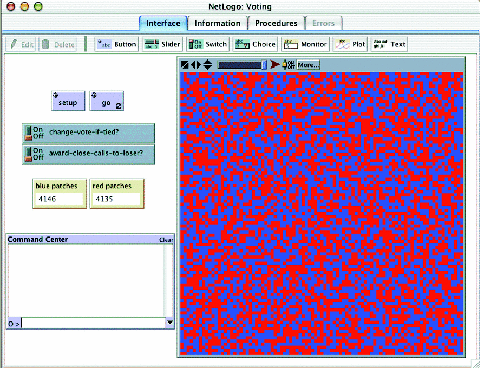 NetLogo: Voting
Interface Information Procedures Errors
Edit Delete Button Slider Switch Choice Monitor Plot Text
More...
setup go
On Off change-vote-if-tied?
On Off award-close-calls-to-loser?
blue patches red patches
4146 4135
Command Center Clear
O>